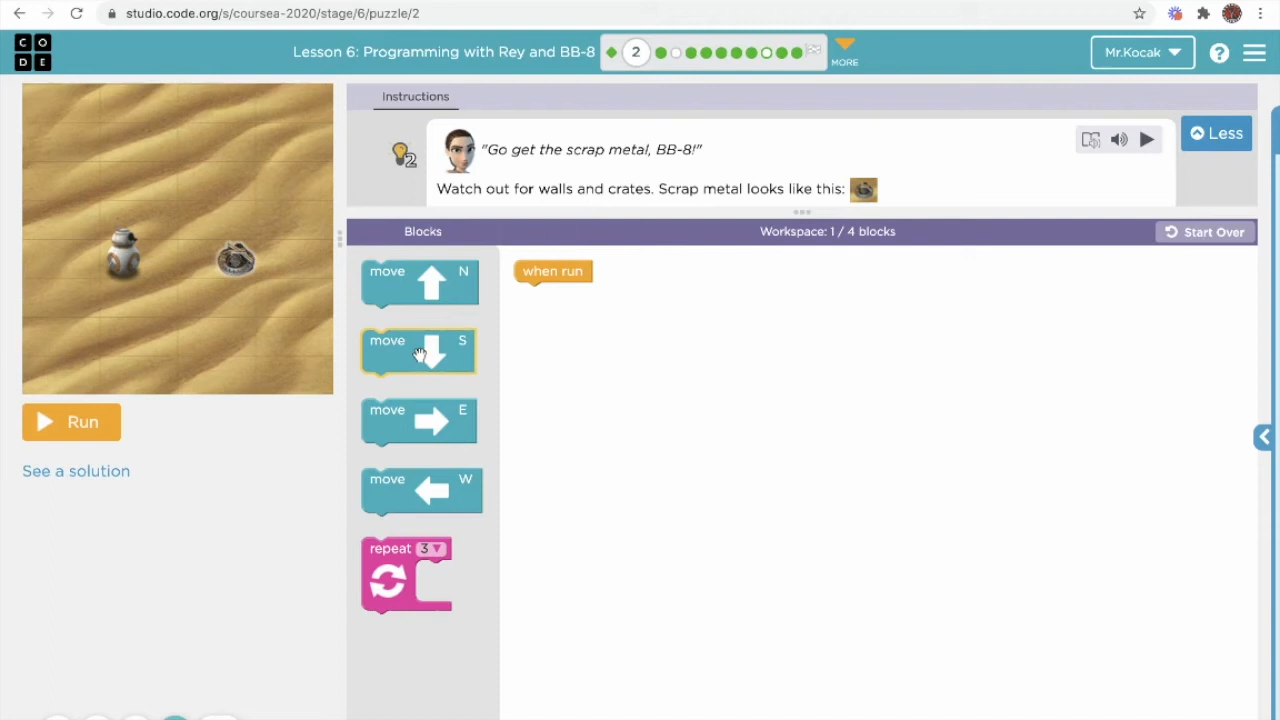 studio.code.org/s/coursea-2020/stage/6/puzzle/2
C O
D E
Lesson 6: Programming with Rey and BB-8
2
MORE
Mr.Kocak
?
Instructions
2
"Go get the scrap metal, BB-8!"
Watch out for walls and crates. Scrap metal looks like this:
Less
Blocks
Workspace: 1 / 4 blocks
Start Over
when run
move N
move S
move E
move W
repeat 3
Run
See a solution